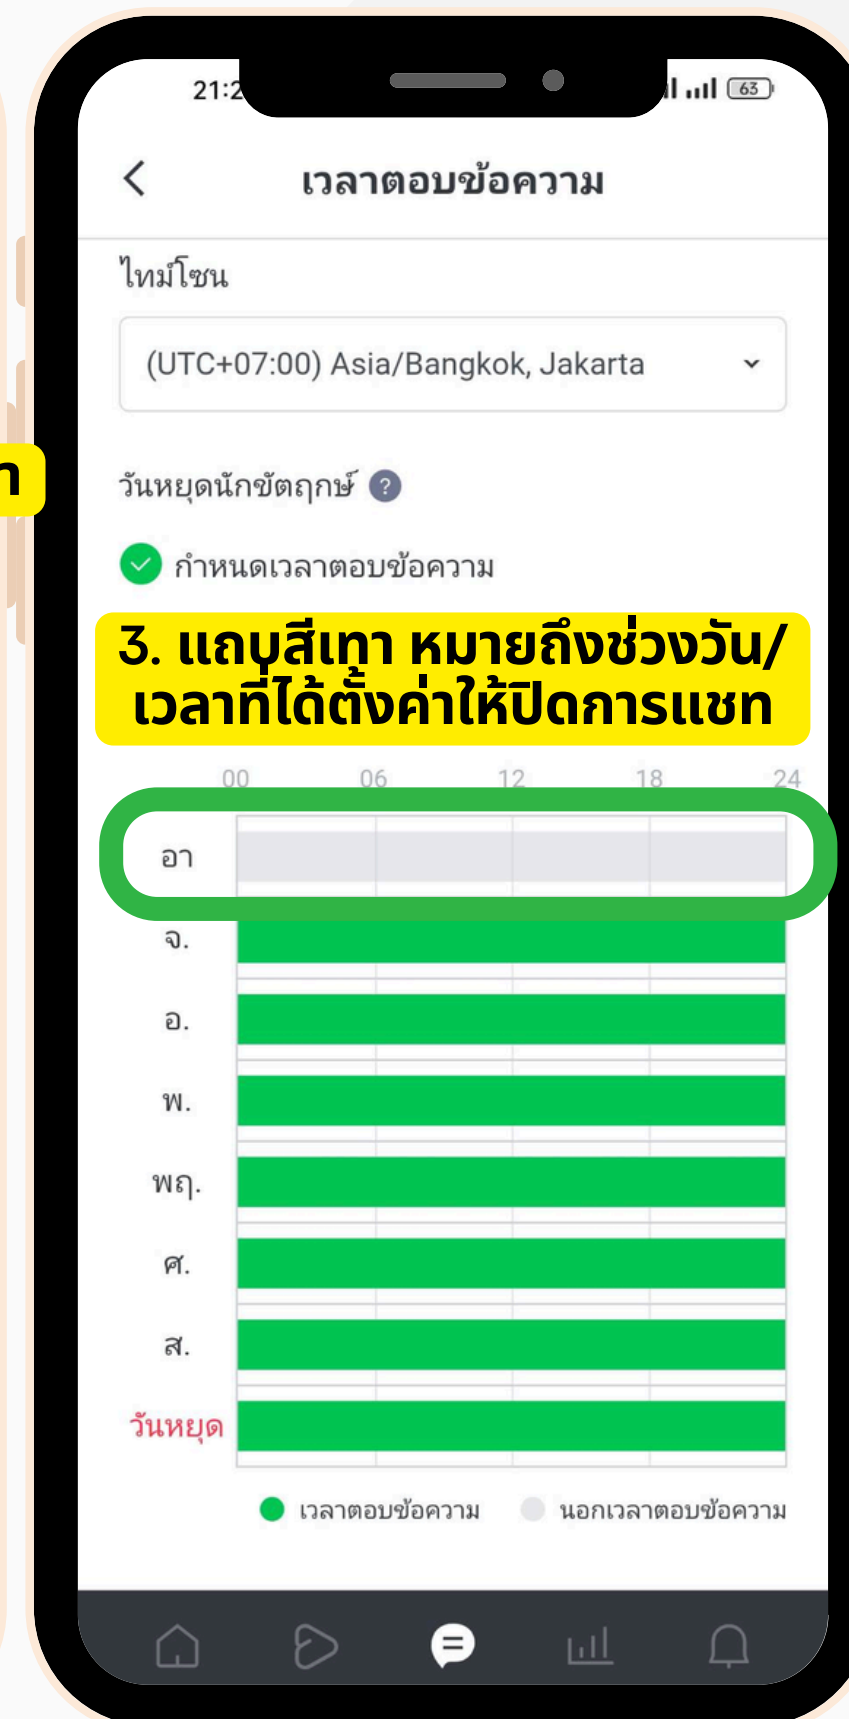 63
เวลาตอบข้อความ
ไทม์โซน
(UTC+07:00) Asia/Bangkok, Jakarta
วันหยุดนักขัตฤกษ์ ?
กำหนดเวลาตอบข้อความ
3. แถบสีเทา หมายถึงช่วงวัน/
เวลาที่ได้ตั้งค่าให้ปิดการแชท
00 06 12 18 24
อา
จ.
อ.
พ.
พฤ.
ศ.
ส.
วันหยุด
เวลาตอบข้อความ นอกเวลาตอบข้อความ